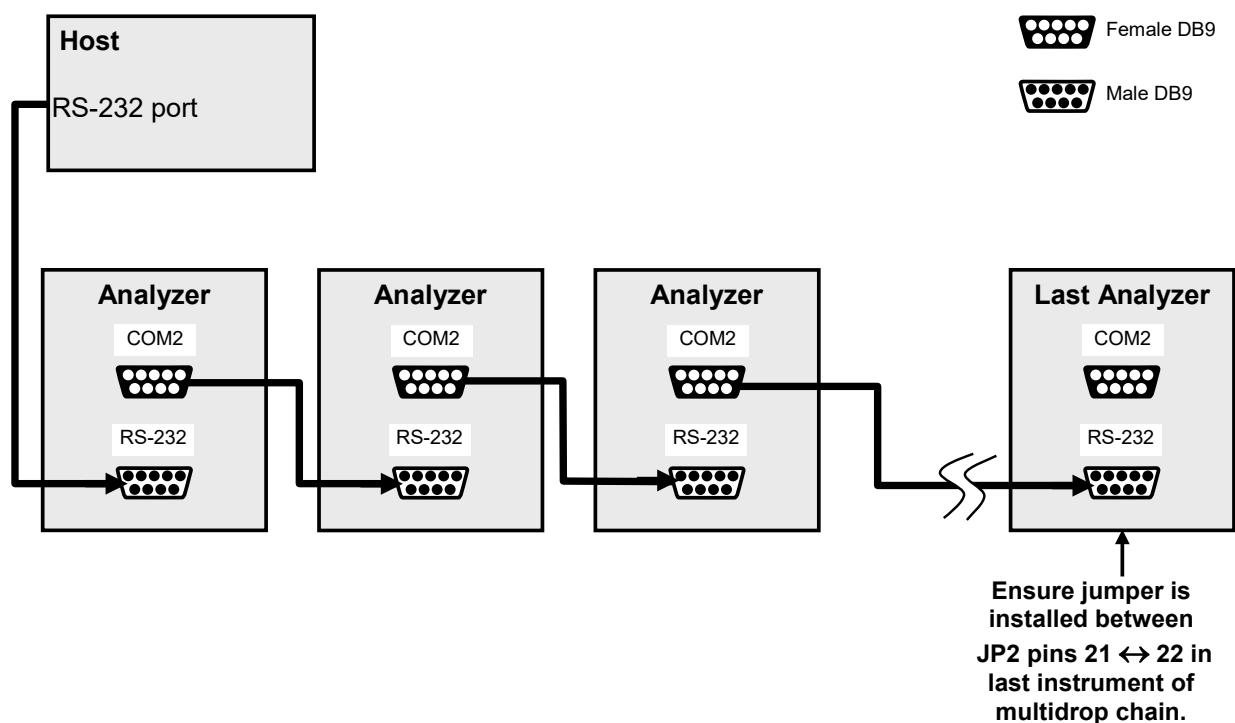 Host
RS-232 port
Female DB9
Male DB9
Analyzer
COM2
RS-232
Analyzer
COM2
RS-232
Analyzer
COM2
RS-232
Last Analyzer
COM2
RS-232
Ensure jumper is
installed between
JP2 pins 21 ↔ 22 in
last instrument of
multidrop chain.